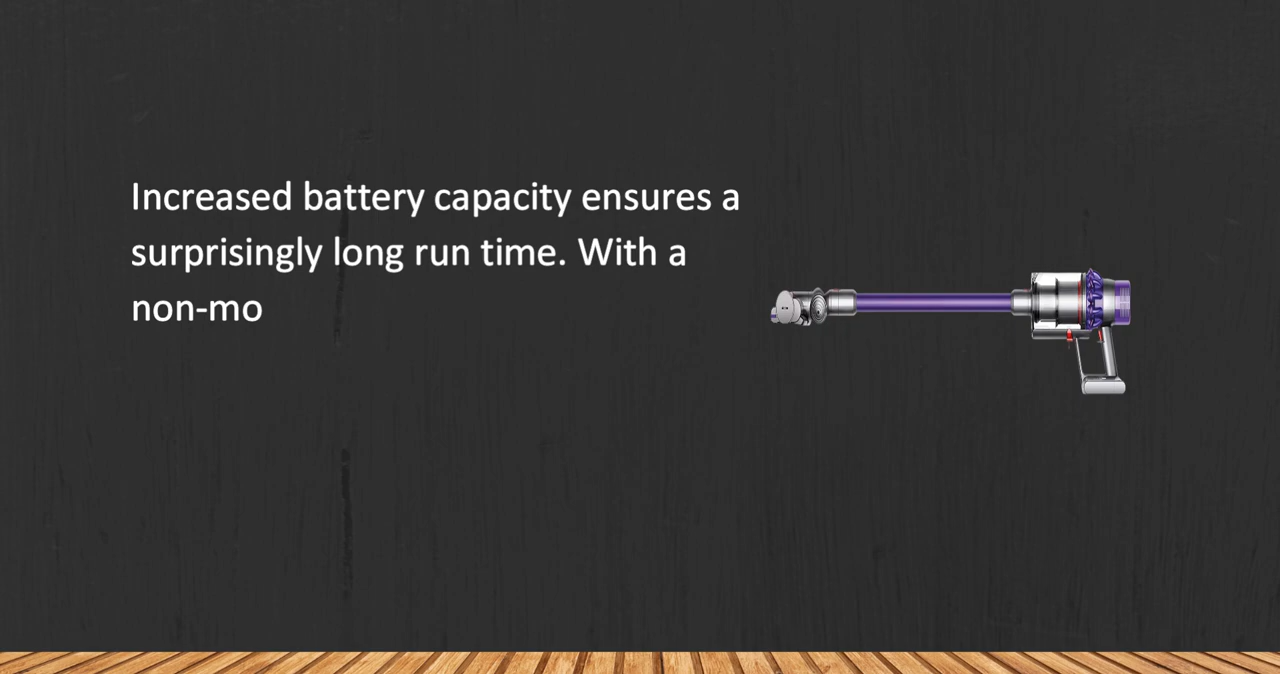 Increased battery capacity ensures a
surprisingly long run time. With a
non-mo